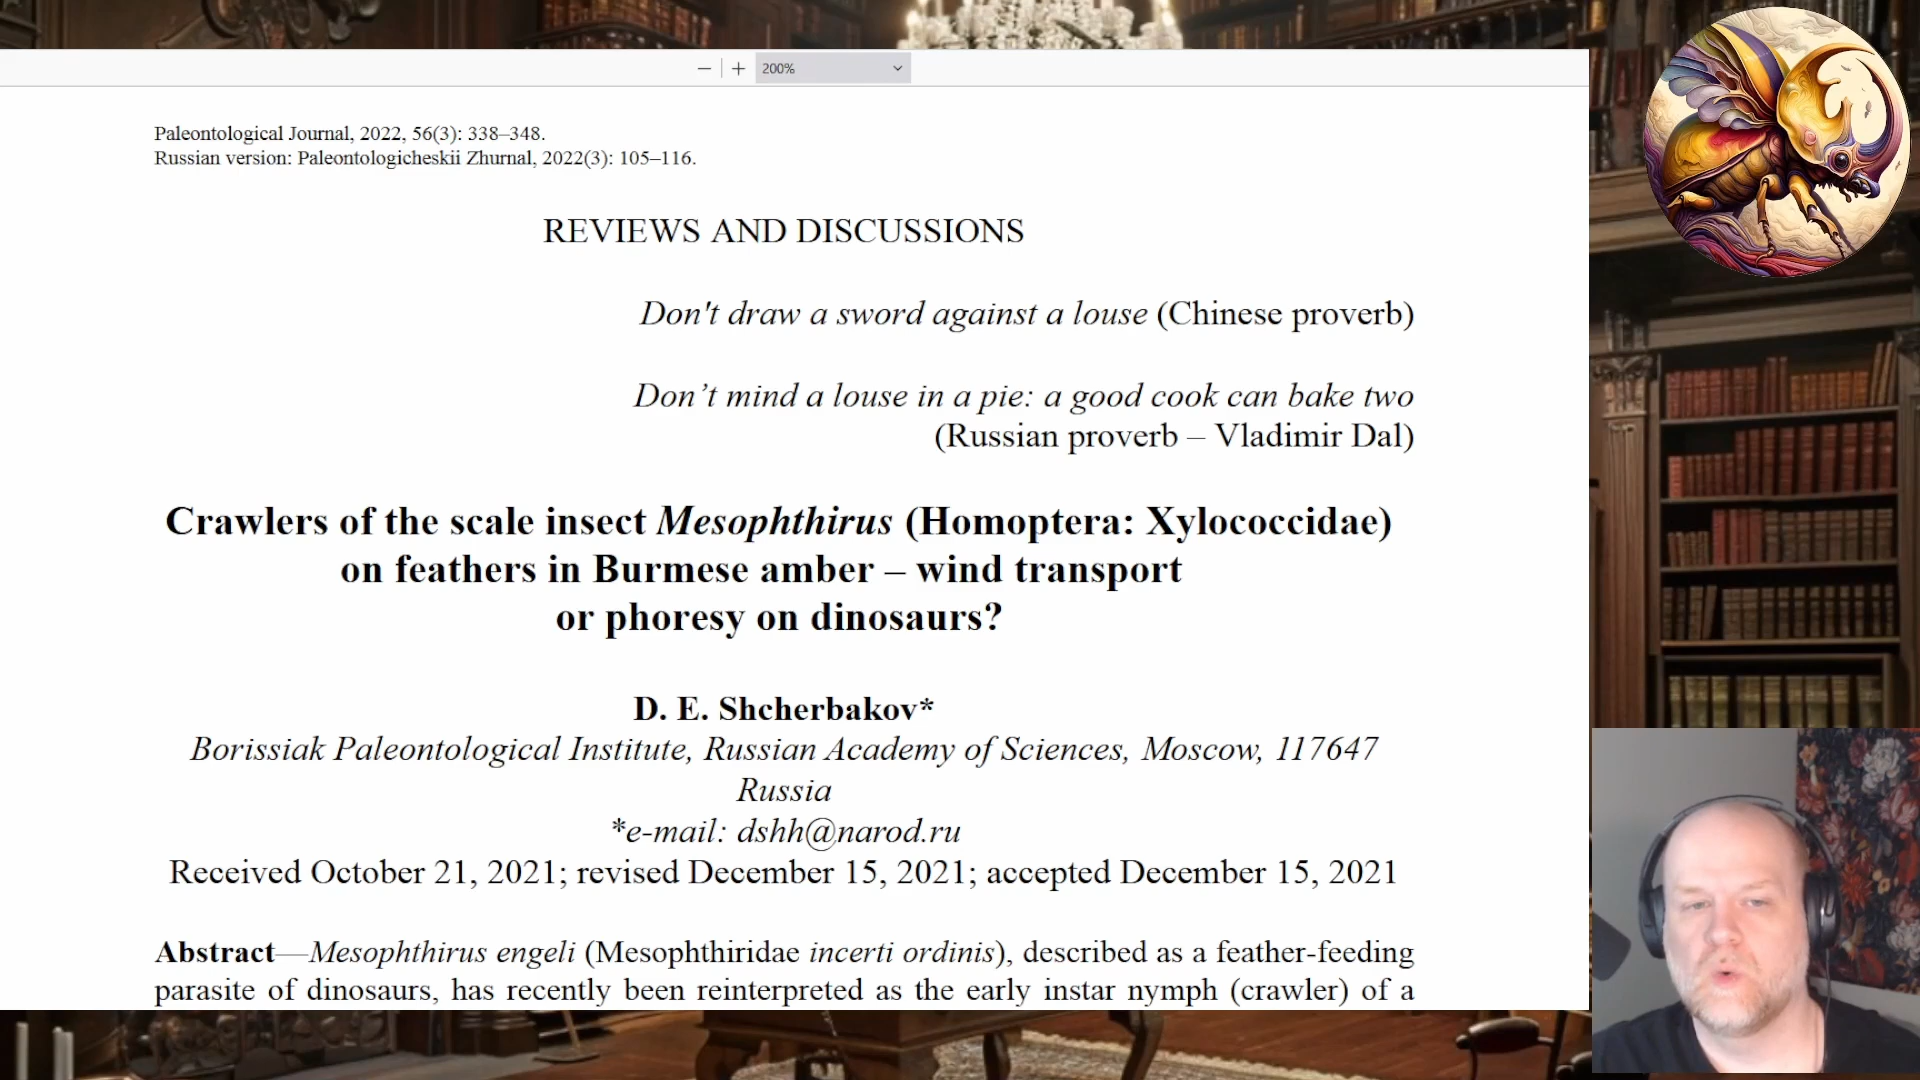 200%
Paleontological Journal, 2022, 56(3): 338–348.
Russian version: Paleontologicheskii Zhurnal, 2022(3): 105–116.
REVIEWS AND DISCUSSIONS
Don't draw a sword against a louse (Chinese proverb)
Don’t mind a louse in a pie: a good cook can bake two
(Russian proverb – Vladimir Dal)
Crawlers of the scale insect Mesophthirus (Homoptera: Xylococcidae)
on feathers in Burmese amber – wind transport
or phoresy on dinosaurs?
D. E. Shcherbakov*
Borissiak Paleontological Institute, Russian Academy of Sciences, Moscow, 117647
Russia
*e-mail: dshh@narod.ru
Received October 21, 2021; revised December 15, 2021; accepted December 15, 2021
Abstract—Mesophthirus engeli (Mesophthiridae incerti ordinis), described as a feather-feeding
parasite of dinosaurs, has recently been reinterpreted as the early instar nymph (crawler) of a